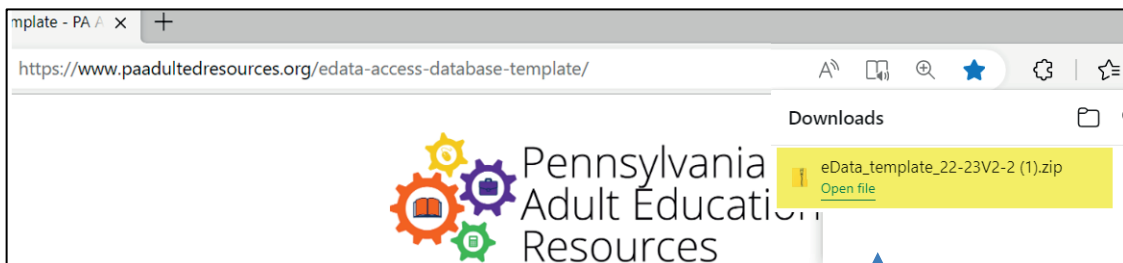 mplate - PA A
https://www.paadultedresources.org/edata-access-database-template/
Downloads
eData_template_22-23V2-2 (1).zip
Open file
Pennsylvania
Adult Education
Resources